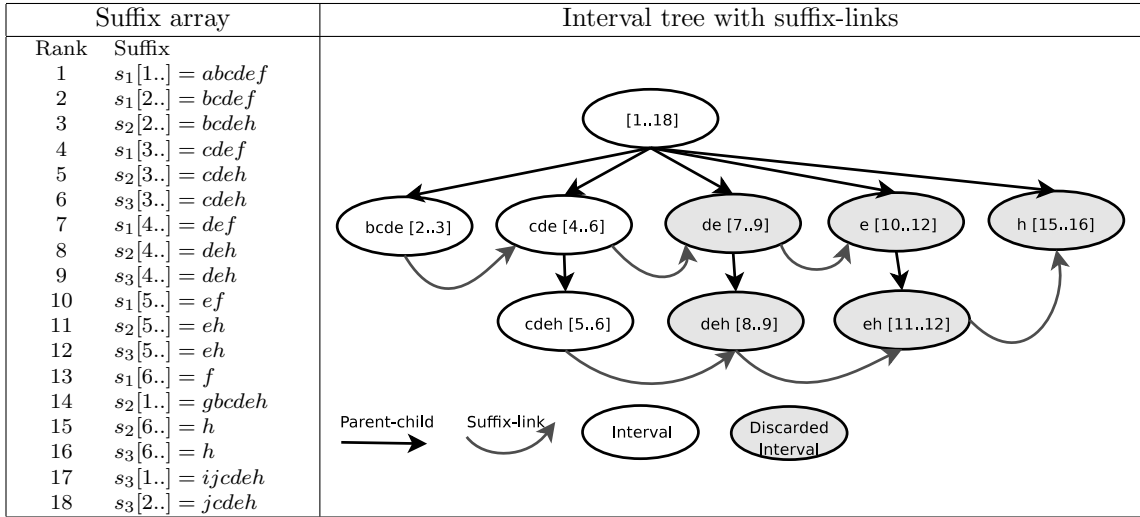 Suffix array
Interval tree with suffix-links
Rank Suffix
1 s₁[1..] = abcdef
2 s₁[2..] = bcdef
3 s₂[2..] = bcdeh
4 s₁[3..] = cdef
5 s₂[3..] = cdeh
6 s₃[3..] = cdeh
7 s₁[4..] = def
8 s₂[4..] = deh
9 s₃[4..] = deh
10 s₁[5..] = ef
11 s₂[5..] = eh
12 s₃[5..] = eh
13 s₁[6..] = f
14 s₂[1..] = gbcdeh
15 s₂[6..] = h
16 s₃[6..] = h
17 s₃[1..] = ijcdeh
18 s₃[2..] = jcdeh
[1..18]
bcde [2..3] cde [4..6] de [7..9] e [10..12] h [15..16]
cdeh [5..6] deh [8..9] eh [11..12]
Parent-child
Suffix-link
Interval
Discarded
Interval